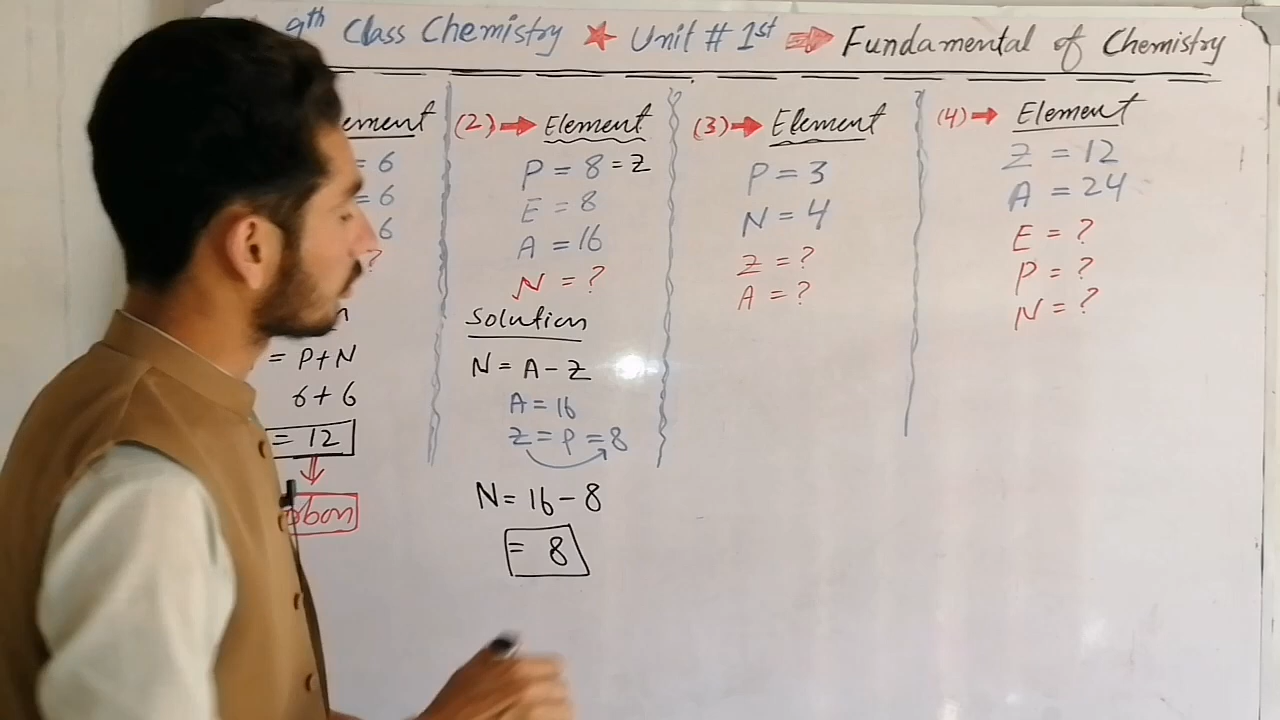 9th Class Chemistry ★ Unit # 1st ⇒ Fundamental of Chemistry
ement
= 6
= 6
6
?
= P+N
6+6
= 12
(2) → Element
P = 8 = Z
E = 8
A = 16
N = ?
Solution
N = A - Z
A = 16
Z = P = 8
N = 16 - 8
= 8
(3) → Element
P = 3
N = 4
Z = ?
A = ?
(4) → Element
Z = 12
A = 24
E = ?
P = ?
N = ?